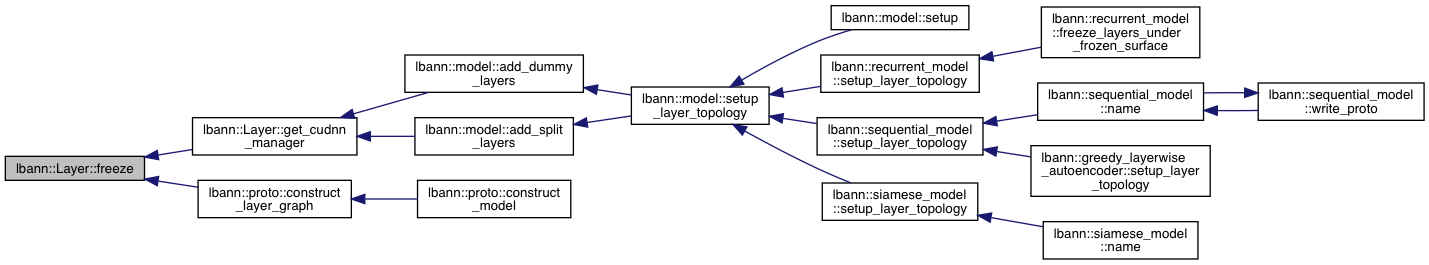 lbann::Layer::freeze
lbann::Layer::get_cudnn
_manager
lbann::proto::construct
_layer_graph
lbann::model::add_dummy
_layers
lbann::model::add_split
_layers
lbann::proto::construct
_model
lbann::model::setup
_layer_topology
lbann::model::setup
lbann::recurrent_model
::setup_layer_topology
lbann::sequential_model
::setup_layer_topology
lbann::siamese_model
::setup_layer_topology
lbann::recurrent_model
::freeze_layers_under
_frozen_surface
lbann::sequential_model
::name
lbann::greedy_layerwise
_autoencoder::setup_layer
_topology
lbann::siamese_model
::name
lbann::sequential_model
::write_proto